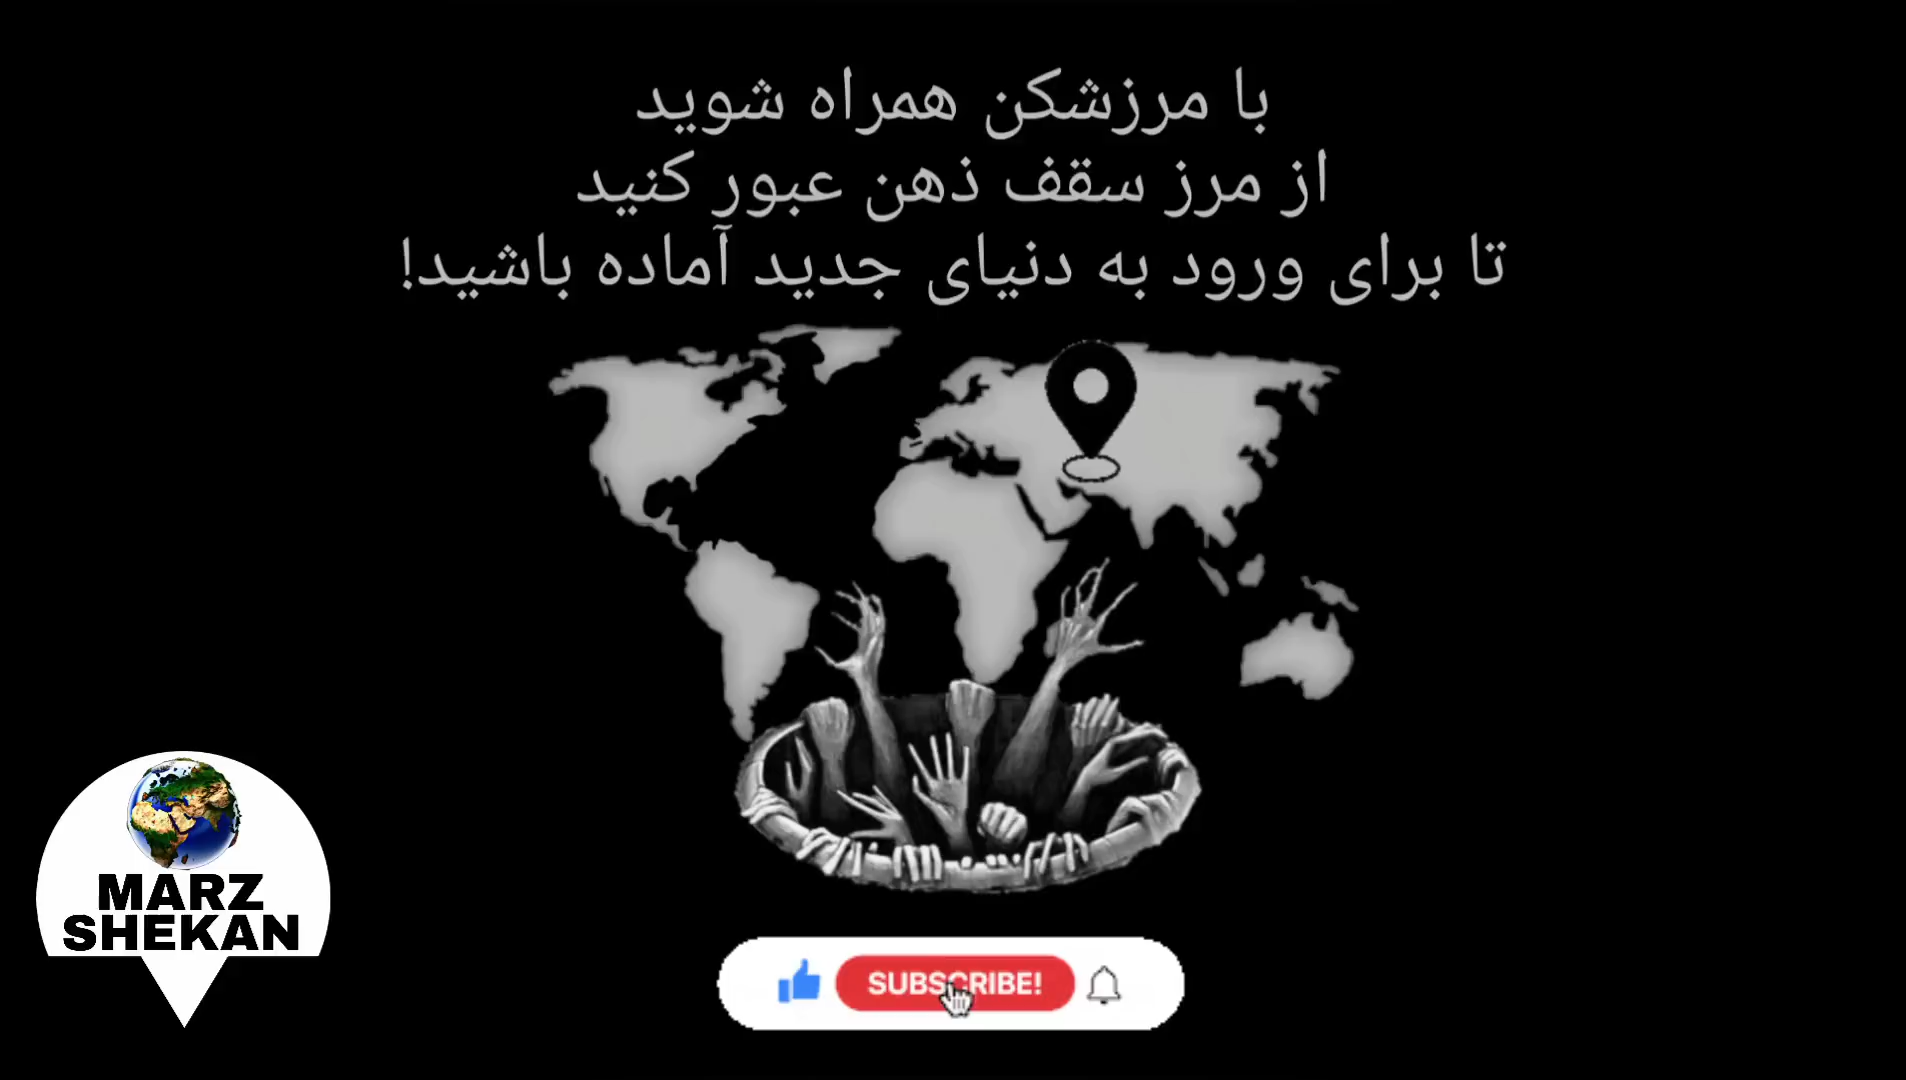 با مرزشکن همراه شوید
از مرز سقف ذهن عبور کنید
تا برای ورود به دنیای جدید آماده باشید!
MARZ
SHEKAN
SUBSCRIBE!